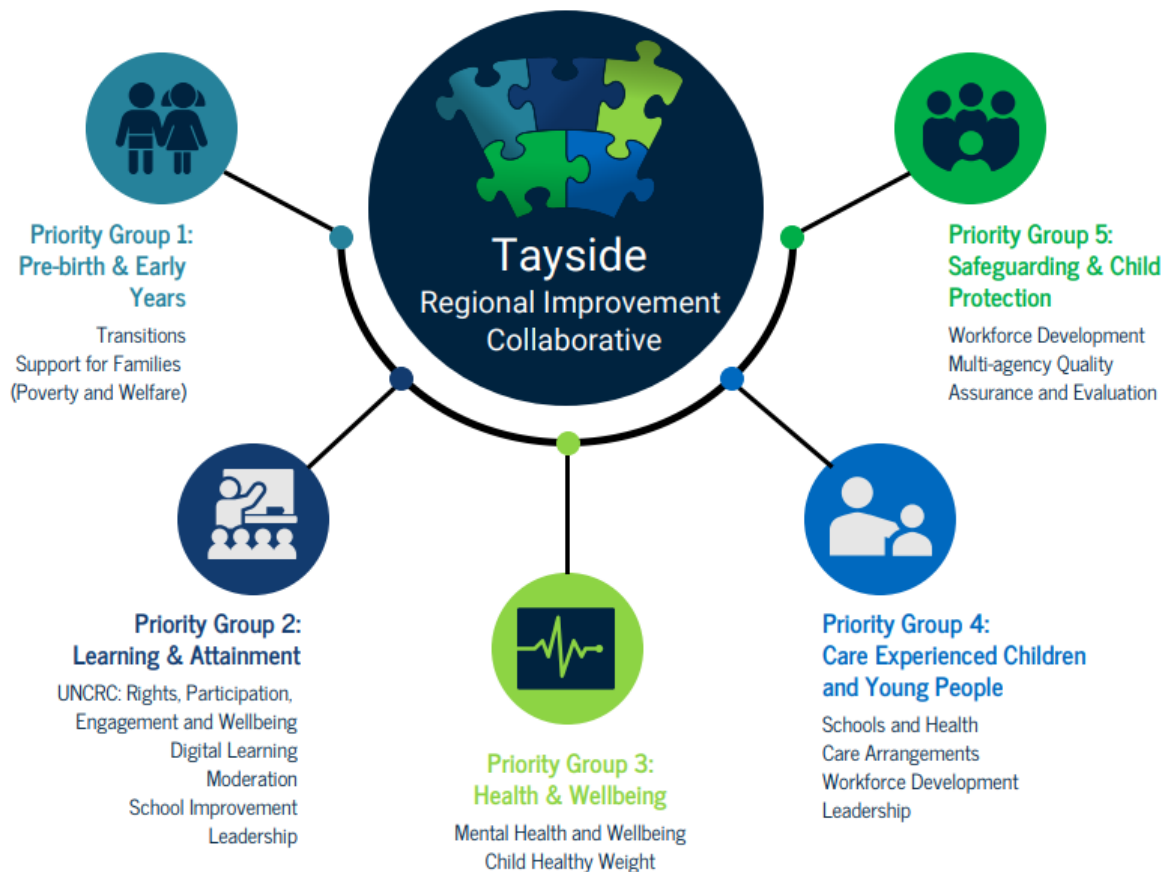 Tayside
Regional Improvement
Collaborative
Priority Group 1:
Pre-birth & Early
Years
Transitions
Support for Families
(Poverty and Welfare)
Priority Group 2:
Learning & Attainment
UNCRC: Rights, Participation,
Engagement and Wellbeing
Digital Learning
Moderation
School Improvement
Leadership
Priority Group 3:
Health & Wellbeing
Mental Health and Wellbeing
Child Healthy Weight
Priority Group 4:
Care Experienced Children
and Young People
Schools and Health
Care Arrangements
Workforce Development
Leadership
Priority Group 5:
Safeguarding & Child
Protection
Workforce Development
Multi-agency Quality
Assurance and Evaluation